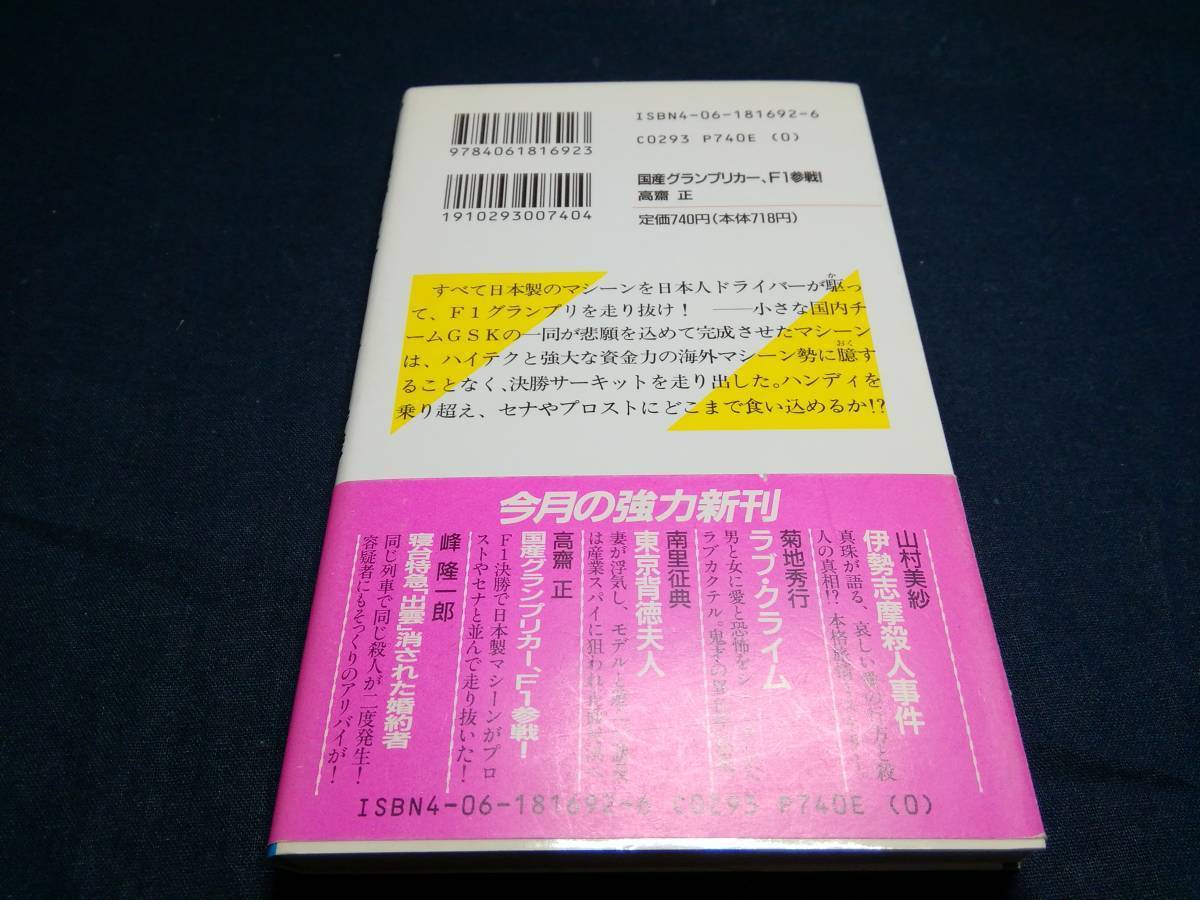 9784061816923
1910293007404
ISBN4-06-181692-6
C0293 P740E (0)
国産グランプリカー、F1参戦!
高齋 正
定価740円(本体718円)
すべて日本製のマシーンを日本人ドライバーが駆っ
て、F1グランプリを走り抜け! ──小さな国内チ
ームGSKの一同が悲願を込めて完成させたマシーン
は、ハイテクと強大な資金力の海外マシーン勢に臆す
ることなく、決勝サーキットを走り出した。ハンディを
乗り超え、セナやプロストにどこまで食い込めるか!?
今月の強力新刊
山村美紗
伊勢志摩殺人事件
真珠が語る、哀しい
と殺
人の真相!?
菊地秀行
ラブ・クライム
男と女に愛と恐怖を
ラブカクテル。鬼才の
南里征典
東京背徳夫人
妻が浮気し、モデルと
は産業スパイに狙われ
高齋 正
国産グランプリカー、F1参戦!
F1決勝で日本製マシーンがプロ
ストやセナと並んで走り抜いた!
峰 隆一郎
寝台特急「出雲」消された婚約者
同じ列車で同じ殺人が二度発生!
容疑者にもそっくりのアリバイが!
ISBN4-06-181692-6 C0293 P740E (0)